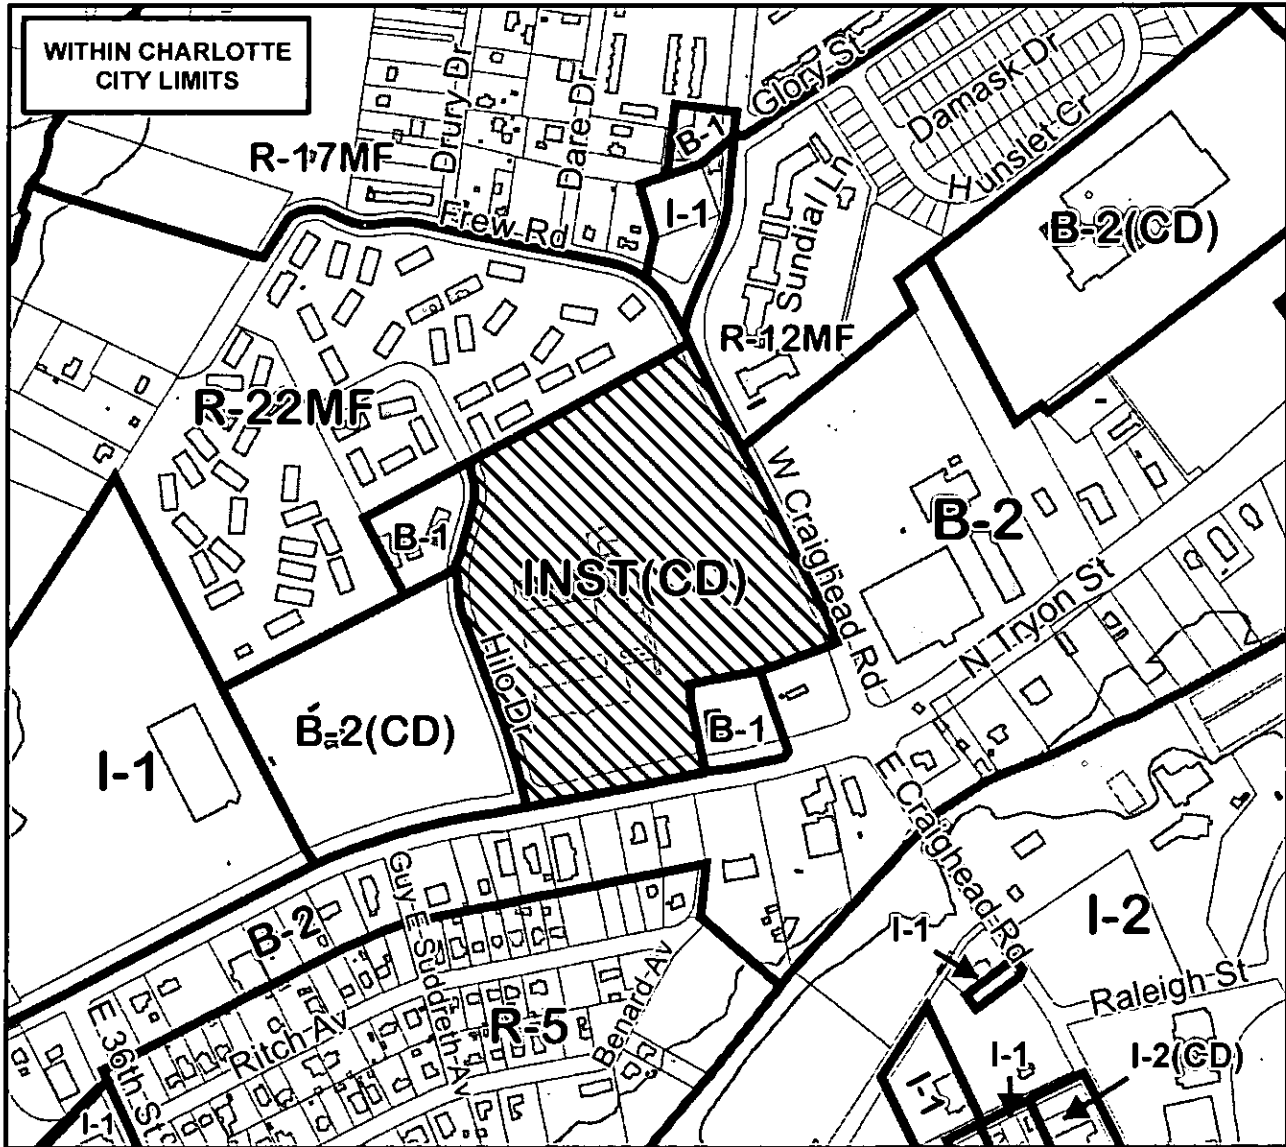 WITHIN CHARLOTTE
CITY LIMITS
Drury Dr
Dare Dr
B-1
Glory St
Damask Dr
Hunslet Cr
R-17MF
Frew Rd
I-1
Sundial Ln
B-2(CD)
R-12MF
R-22MF
B-1
INST(CD)
W Craighead Rd
B-2
N Tryon St
Hilo Dr
B-1
B-2(CD)
I-1
E Craighead Rd
Guy E Suddreth Av
B-2
I-1
I-2
E 36th St
Ritch Av
R-5
Benard Av
Raleigh St
I-1
I-1
I-1
I-2(CD)